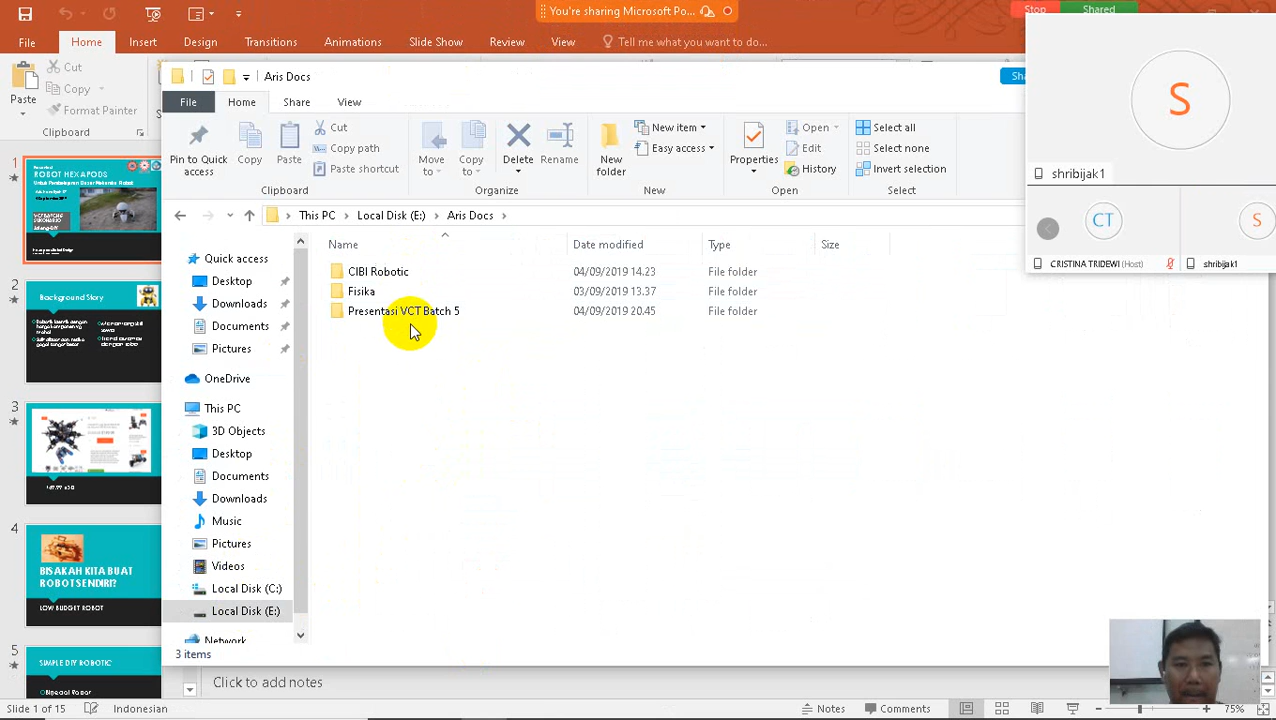 You're sharing Microsoft Po...
Stop
Shared
File
Home
Insert
Design
Transitions
Animations
Slide Show
Review
View
Tell me what you want to do...
Paste
Cut
Copy
Format Painter
Clipboard
Aris Docs
File
Home
Share
View
Pin to Quick access
Copy
Paste
Cut
Copy path
Paste shortcut
Clipboard
Move to
Copy to
Delete
Rename
Organize
New folder
New item
Easy access
New
Properties
Open
Edit
History
Open
Select all
Select none
Invert selection
Select
This PC
Local Disk (E:)
Aris Docs
Name
Date modified
Type
Size
CIBI Robotic
04/09/2019 14.23
File folder
Fisika
03/09/2019 13.37
File folder
Presentasi VCT Batch 5
04/09/2019 20.45
File folder
Quick access
Desktop
Downloads
Documents
Pictures
OneDrive
This PC
3D Objects
Desktop
Documents
Downloads
Music
Pictures
Videos
Local Disk (C:)
Local Disk (E:)
Network
3 items
S
shribijak1
CT
CRISTINA TRIDEWI (Host)
S
shribijak1
1
ROBOT HEXAPODS
2
Background Story
3
4
BISAKAH KITA BUAT
ROBOT SENDIRI?
LOW BUDGET ROBOT
5
SIMPLE DIY ROBOTIC
Click to add notes
Slide 1 of 15
Indonesian
Notes
Comments
75%